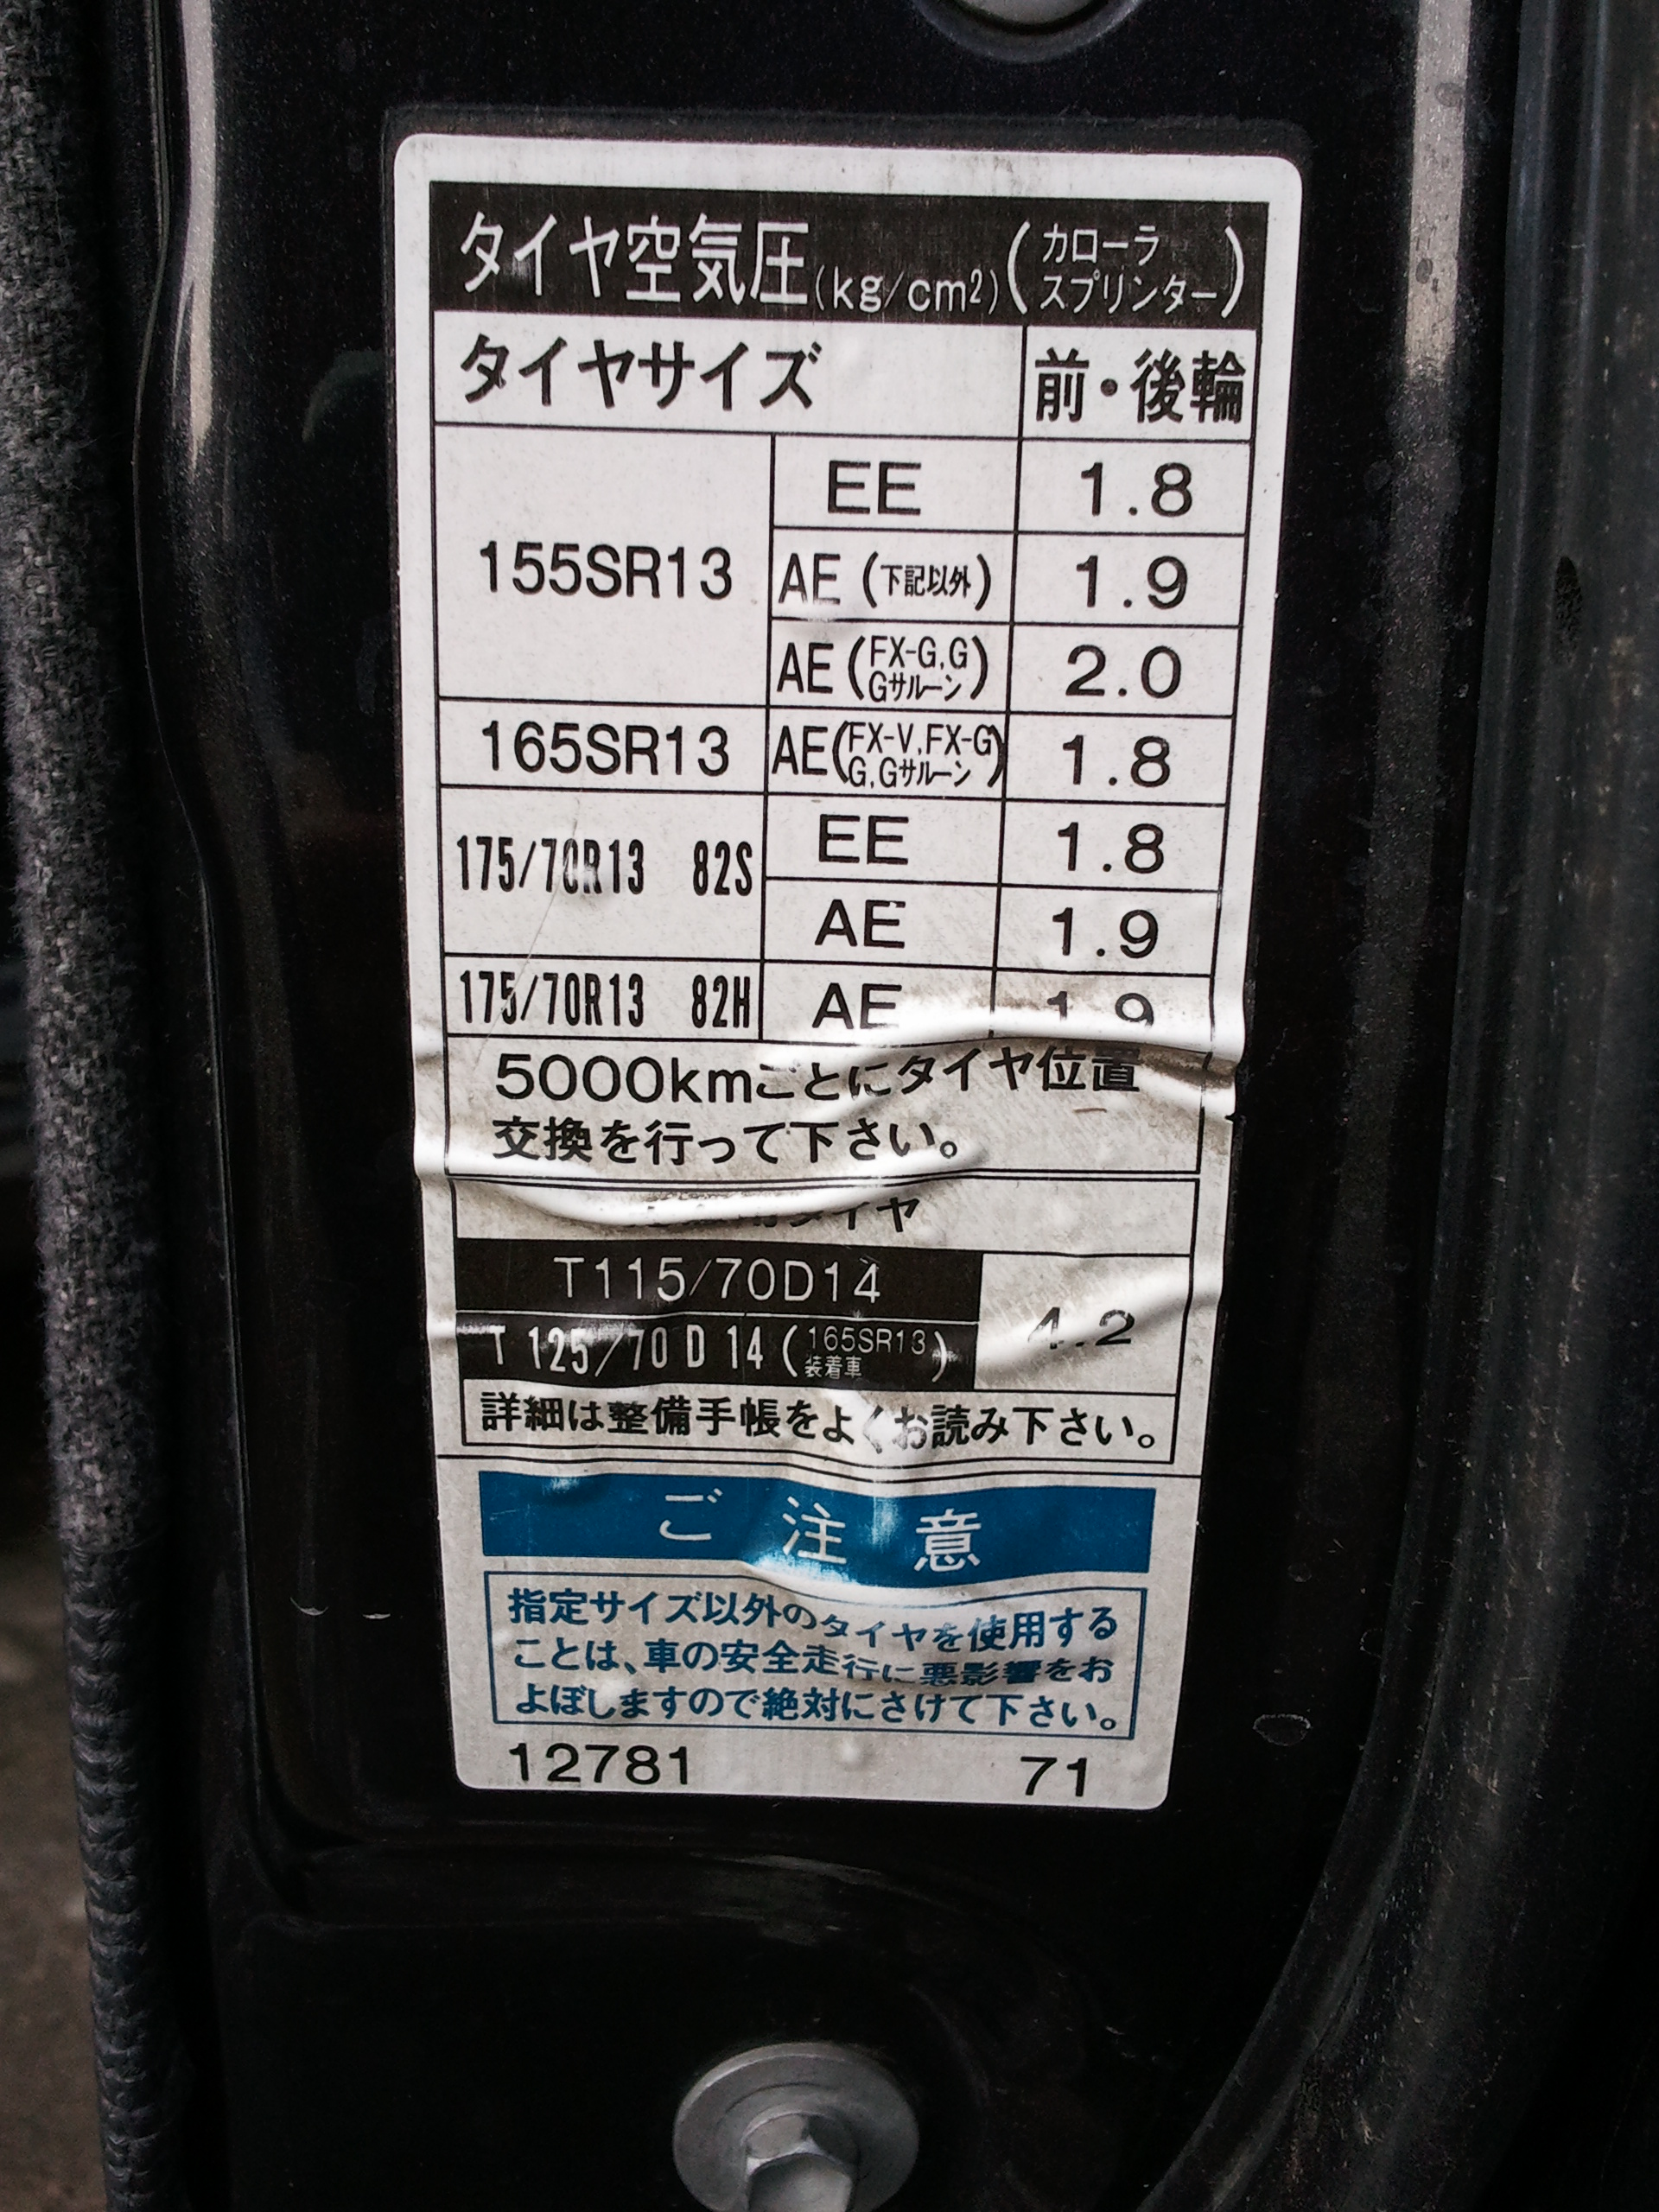 タイヤ空気圧(kg/cm²)(カローラ
スプリンター)
タイヤサイズ 前・後輪
155SR13 EE 1.8
AE(下記以外) 1.9
AE(FX-G,G
Gサルーン) 2.0
165SR13 AE(FX-V,FX-G
G,Gサルーン) 1.8
175/70R13 82S EE 1.8
AE 1.9
175/70R13 82H AE 1.9
5000kmごとにタイヤ位置
交換を行って下さい。
タイヤ
T115/70D14 4.2
T125/70D14(165SR13
装着車)
詳細は整備手帳をよくお読み下さい。
ご注意
指定サイズ以外のタイヤを使用する
ことは、車の安全走行に悪影響をお
よぼしますので絶対にさけて下さい。
12781 71